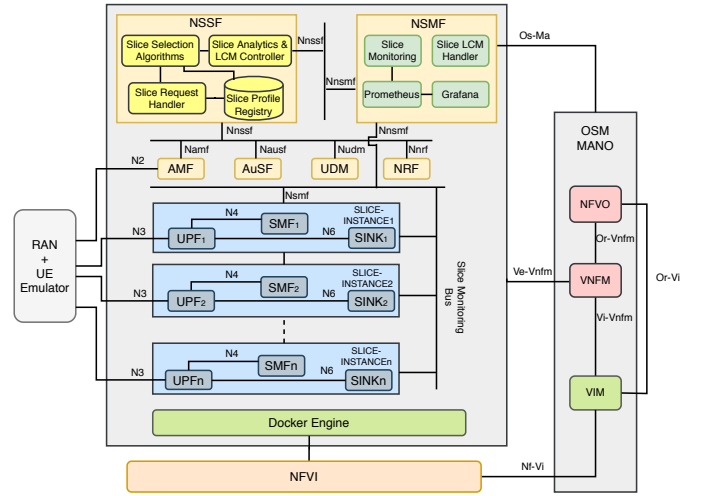 NSSF
Slice Selection
Algorithms
Slice Analytics &
LCM Controller
Slice Request
Handler
Slice Profile
Registry
Nnssf
Nnsmf
NSMF
Slice
Monitoring
Slice LCM
Handler
Prometheus
Grafana
Os-Ma
Nnssf
Nnsmf
Namf
Nausf
Nudm
Nnrf
N2
AMF
AuSF
UDM
NRF
OSM
MANO
Nsmf
RAN
+
UE
Emulator
N3
N4
SMF1
UPF1
N6
SLICE-
INSTANCE1
SINK1
N3
N4
SMF2
UPF2
N6
SLICE-
INSTANCE2
SINK2
N3
N4
SMFn
UPFn
N6
SLICE-
INSTANCEn
SINKn
Slice Monitoring
Bus
NFVO
Or-Vnfm
Ve-Vnfm
VNFM
Or-Vi
Vi-Vnfm
VIM
Docker Engine
NFVI
Nf-Vi